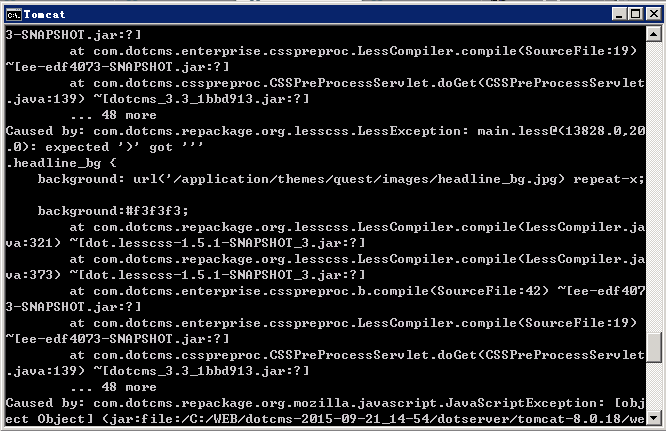 Tomcat
3-SNAPSHOT.jar:?]
at com.dotcms.enterprise.csspreproc.LessCompiler.compile(SourceFile:19)
~[ee-edf4073-SNAPSHOT.jar:?]
at com.dotcms.csspreproc.CSSPreProcessServlet.doGet(CSSPreProcessServlet
.java:139) ~[dotcms_3.3_1bbd913.jar:?]
... 48 more
Caused by: com.dotcms.repackage.org.lesscss.LessException: main.less@(13828.0,20
.0): expected ')' got '''
.headline_bg {
background: url('/application/themes/quest/images/headline_bg.jpg) repeat-x;
background:#f3f3f3;
at com.dotcms.repackage.org.lesscss.LessCompiler.compile(LessCompiler.ja
va:321) ~[dot.lesscss-1.5.1-SNAPSHOT_3.jar:?]
at com.dotcms.repackage.org.lesscss.LessCompiler.compile(LessCompiler.ja
va:373) ~[dot.lesscss-1.5.1-SNAPSHOT_3.jar:?]
at com.dotcms.enterprise.csspreproc.b.compile(SourceFile:42) ~[ee-edf407
3-SNAPSHOT.jar:?]
at com.dotcms.enterprise.csspreproc.LessCompiler.compile(SourceFile:19)
~[ee-edf4073-SNAPSHOT.jar:?]
at com.dotcms.csspreproc.CSSPreProcessServlet.doGet(CSSPreProcessServlet
.java:139) ~[dotcms_3.3_1bbd913.jar:?]
... 48 more
Caused by: com.dotcms.repackage.org.mozilla.javascript.JavaScriptException: [obj
ect Object] (jar:file:/C:/WEB/dotcms-2015-09-21_14-54/dotserver/tomcat-8.0.18/we